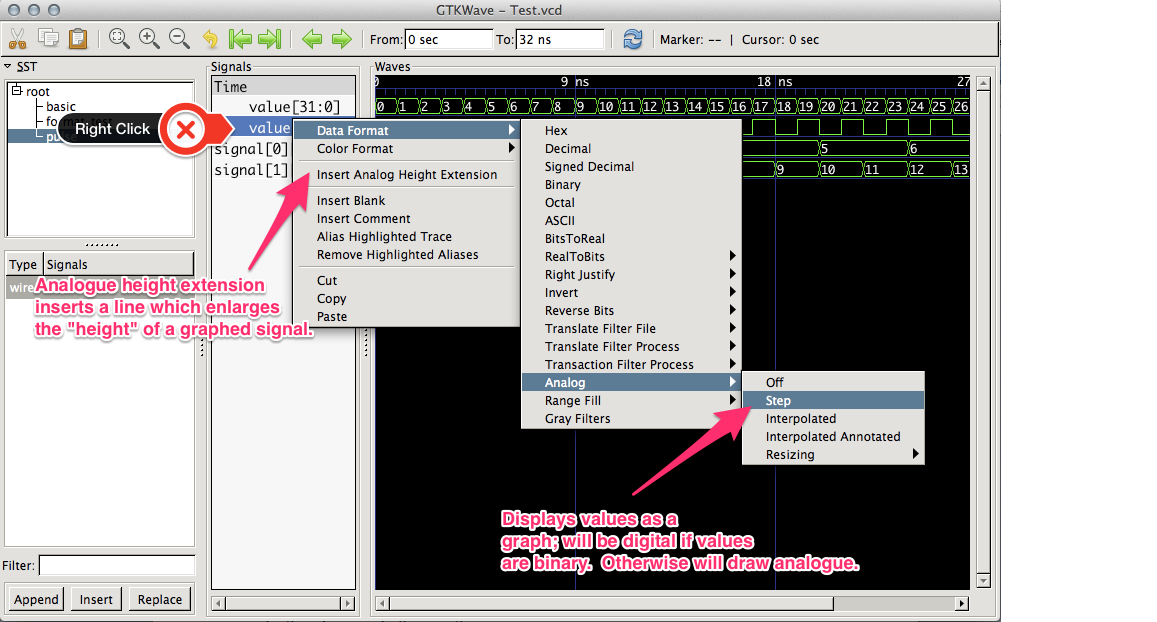 GTKWave - Test.vcd
From: 0 sec To: 32 ns Marker: -- | Cursor: 0 sec
SST
root
basic
Type Signals
Filter:
Append Insert Replace
Signals
Time
value[31:0]
value
signal[0]
signal[1]
Right Click
Waves
0 9 ns 18 ns 27
0 1 2 3 4 5 6 7 8 9 10 11 12 13 14 15 16 17 18 19 20 21 22 23 24 25 26
5 6
9 10 11 12 13
Data Format
Color Format
Insert Analog Height Extension
Insert Blank
Insert Comment
Alias Highlighted Trace
Remove Highlighted Aliases
Cut
Copy
Paste
Hex
Decimal
Signed Decimal
Binary
Octal
ASCII
BitsToReal
RealToBits
Right Justify
Invert
Reverse Bits
Translate Filter File
Translate Filter Process
Transaction Filter Process
Analog
Range Fill
Gray Filters
Off
Step
Interpolated
Interpolated Annotated
Resizing
Analogue height extension
inserts a line which enlarges
the "height" of a graphed signal.
Displays values as a
graph; will be digital if values
are binary. Otherwise will draw analogue.